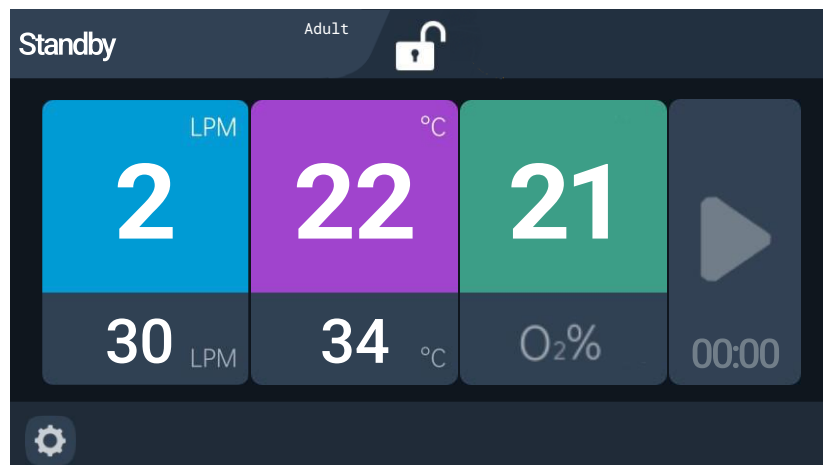 Standby
Adult
LPM
°C
2
22
21
30 LPM
34 °C
O₂%
00:00